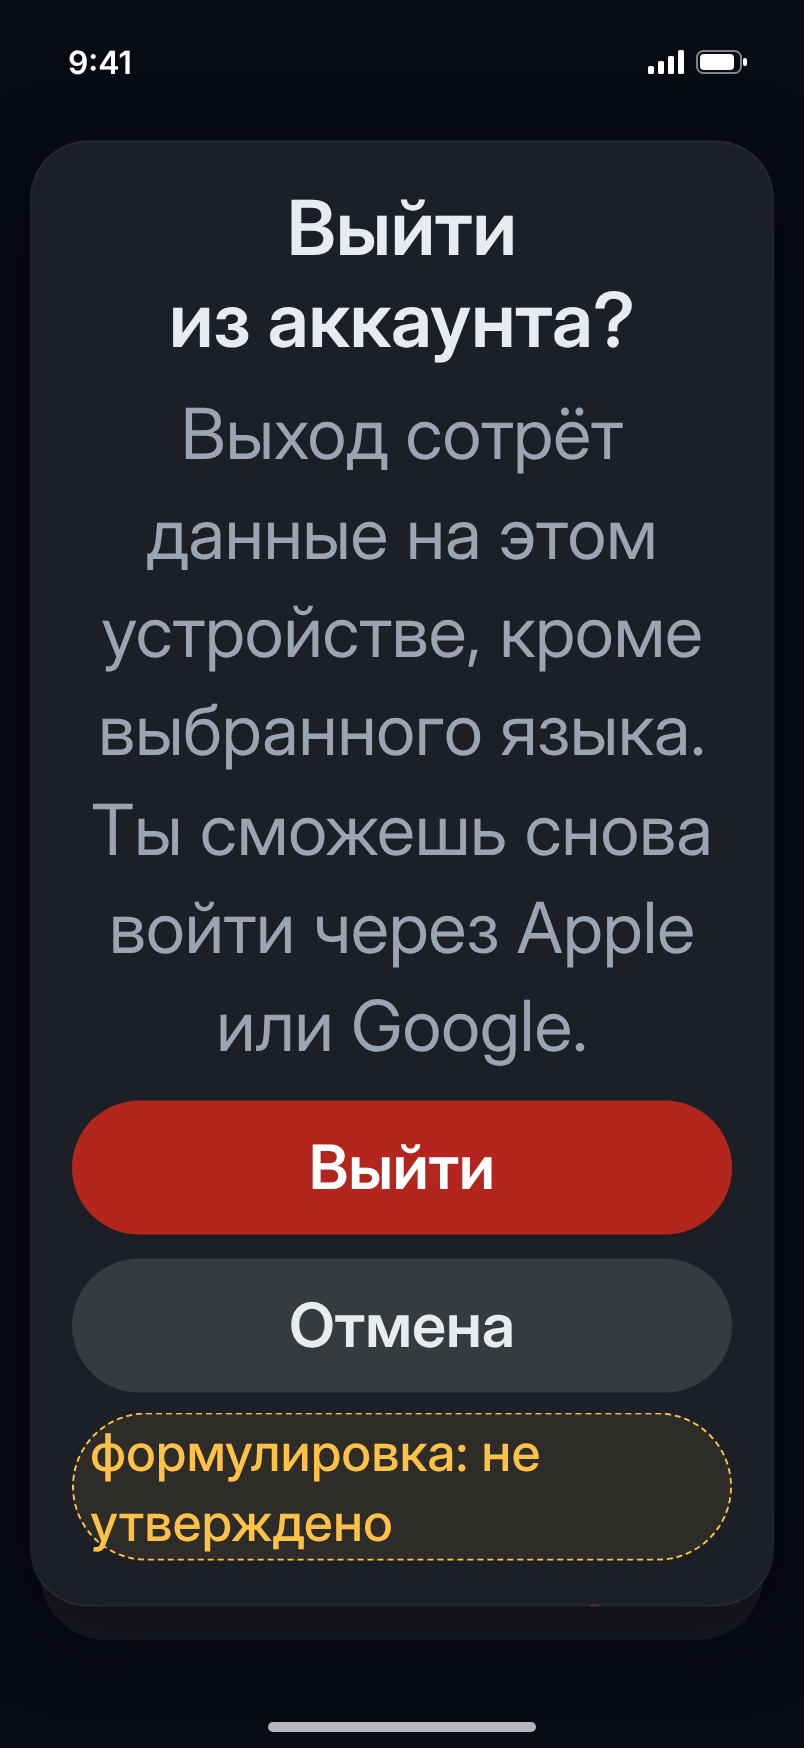 9:41
Выйти
из аккаунта?
Выход сотрёт
данные на этом
устройстве, кроме
выбранного языка.
Ты сможешь снова
войти через Apple
или Google.
Выйти
Отмена
формулировка: не
утверждено